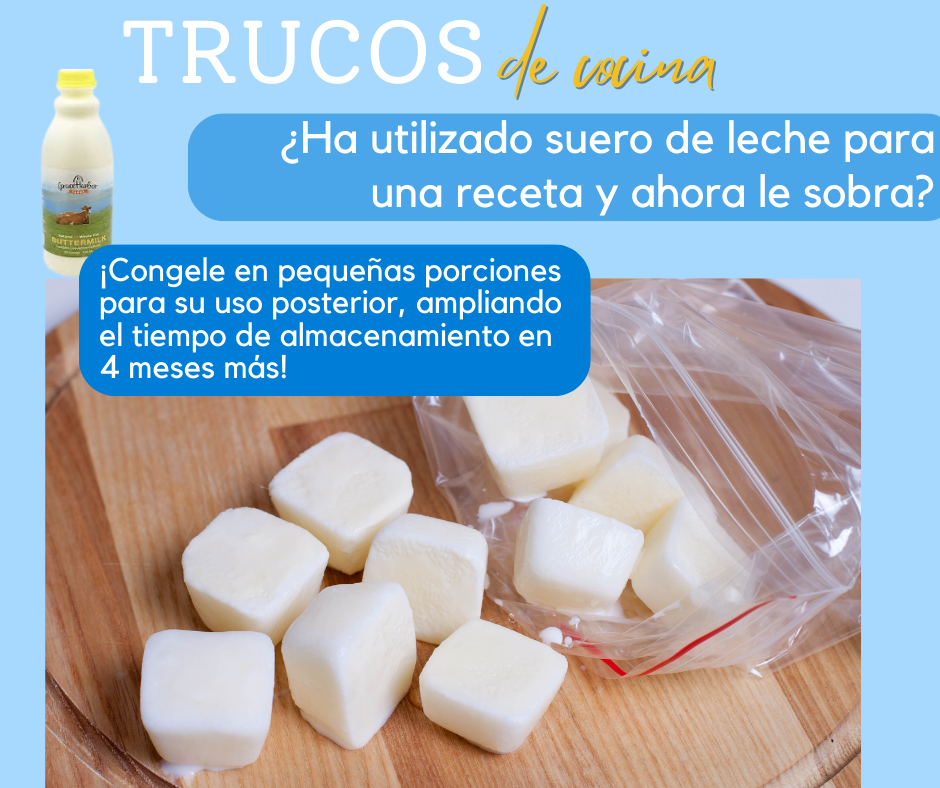 TRUCOS de cocina
¿Ha utilizado suero de leche para
una receta y ahora le sobra?
¡Congele en pequeñas porciones
para su uso posterior, ampliando
el tiempo de almacenamiento en
4 meses más!
BUTTERMILK